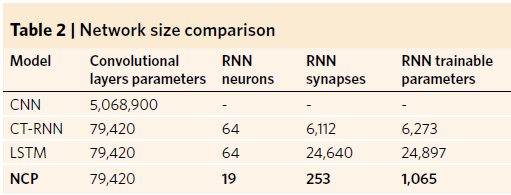 Table 2 | Network size comparison
Model Convolutional layers parameters RNN neurons RNN synapses RNN trainable parameters
CNN 5,068,900 - - -
CT-RNN 79,420 64 6,112 6,273
LSTM 79,420 64 24,640 24,897
NCP 79,420 19 253 1,065